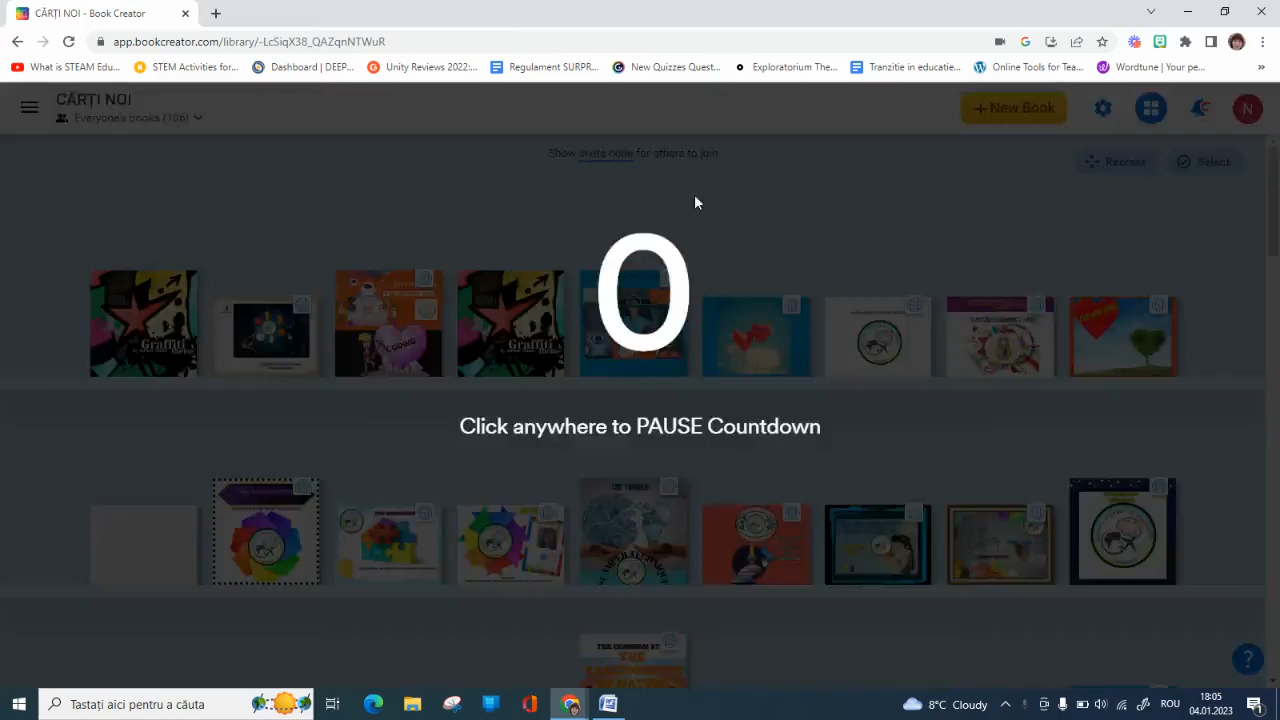 CĂRȚI NOI - Book Creator
app.bookcreator.com/library/-LcSiqX38_QAZqnNTWuR
What is STEAM Edu...
STEM Activities for...
Dashboard | DEEP...
Unity Reviews 2022:...
Regulament SURPR...
New Quizzes Quest...
Exploratorium The...
Tranzitie in educatie...
Online Tools for Tea...
Wordtune | Your pe...
»
CĂRȚI NOI
Everyone's books (106)
+ New Book
N
Show invite code for others to join
Reorder
Select
0
Graffiti
CODING
Graffiti
Click anywhere to PAUSE Countdown
?
Tastați aici pentru a căuta
8°C Cloudy
ROU
18:05
04.01.2023